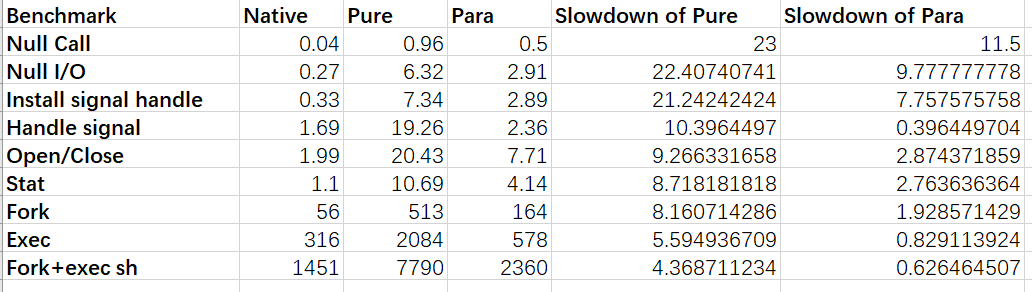 Benchmark Native Pure Para Slowdown of Pure Slowdown of Para
Null Call 0.04 0.96 0.5 23 11.5
Null I/O 0.27 6.32 2.91 22.40740741 9.777777778
Install signal handle 0.33 7.34 2.89 21.24242424 7.757575758
Handle signal 1.69 19.26 2.36 10.3964497 0.396449704
Open/Close 1.99 20.43 7.71 9.266331658 2.874371859
Stat 1.1 10.69 4.14 8.718181818 2.763636364
Fork 56 513 164 8.160714286 1.928571429
Exec 316 2084 578 5.594936709 0.829113924
Fork+exec sh 1451 7790 2360 4.368711234 0.626464507